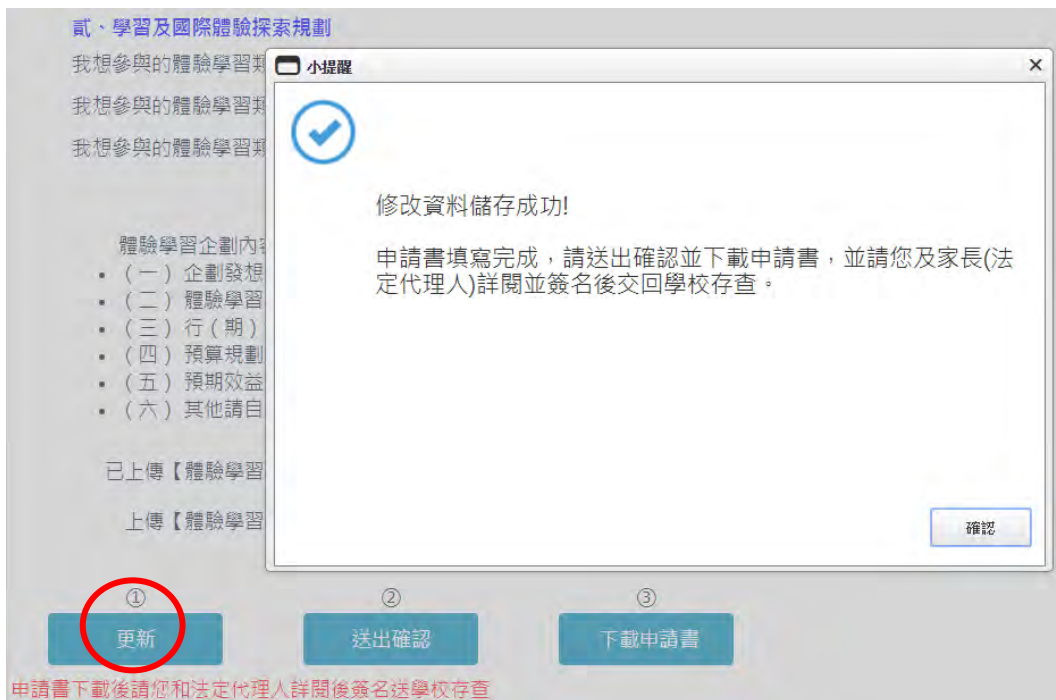 貳、學習及國際體驗探索規劃
我想參與的體驗學習類
我想參與的體驗學習類
我想參與的體驗學習類
小提醒
修改資料儲存成功!
申請書填寫完成，請送出確認並下載申請書，並請您及家長(法
定代理人)詳閱並簽名後交回學校存查。
確認
體驗學習企劃內容
• （一）企劃發想
• （二）體驗學習
• （三）行（期）
• （四）預算規劃
• （五）預期效益
• （六）其他請自
已上傳【體驗學習
上傳【體驗學習
① ② ③
更新 送出確認 下載申請書
申請書下載後請您和法定代理人詳閱後簽名送學校存查